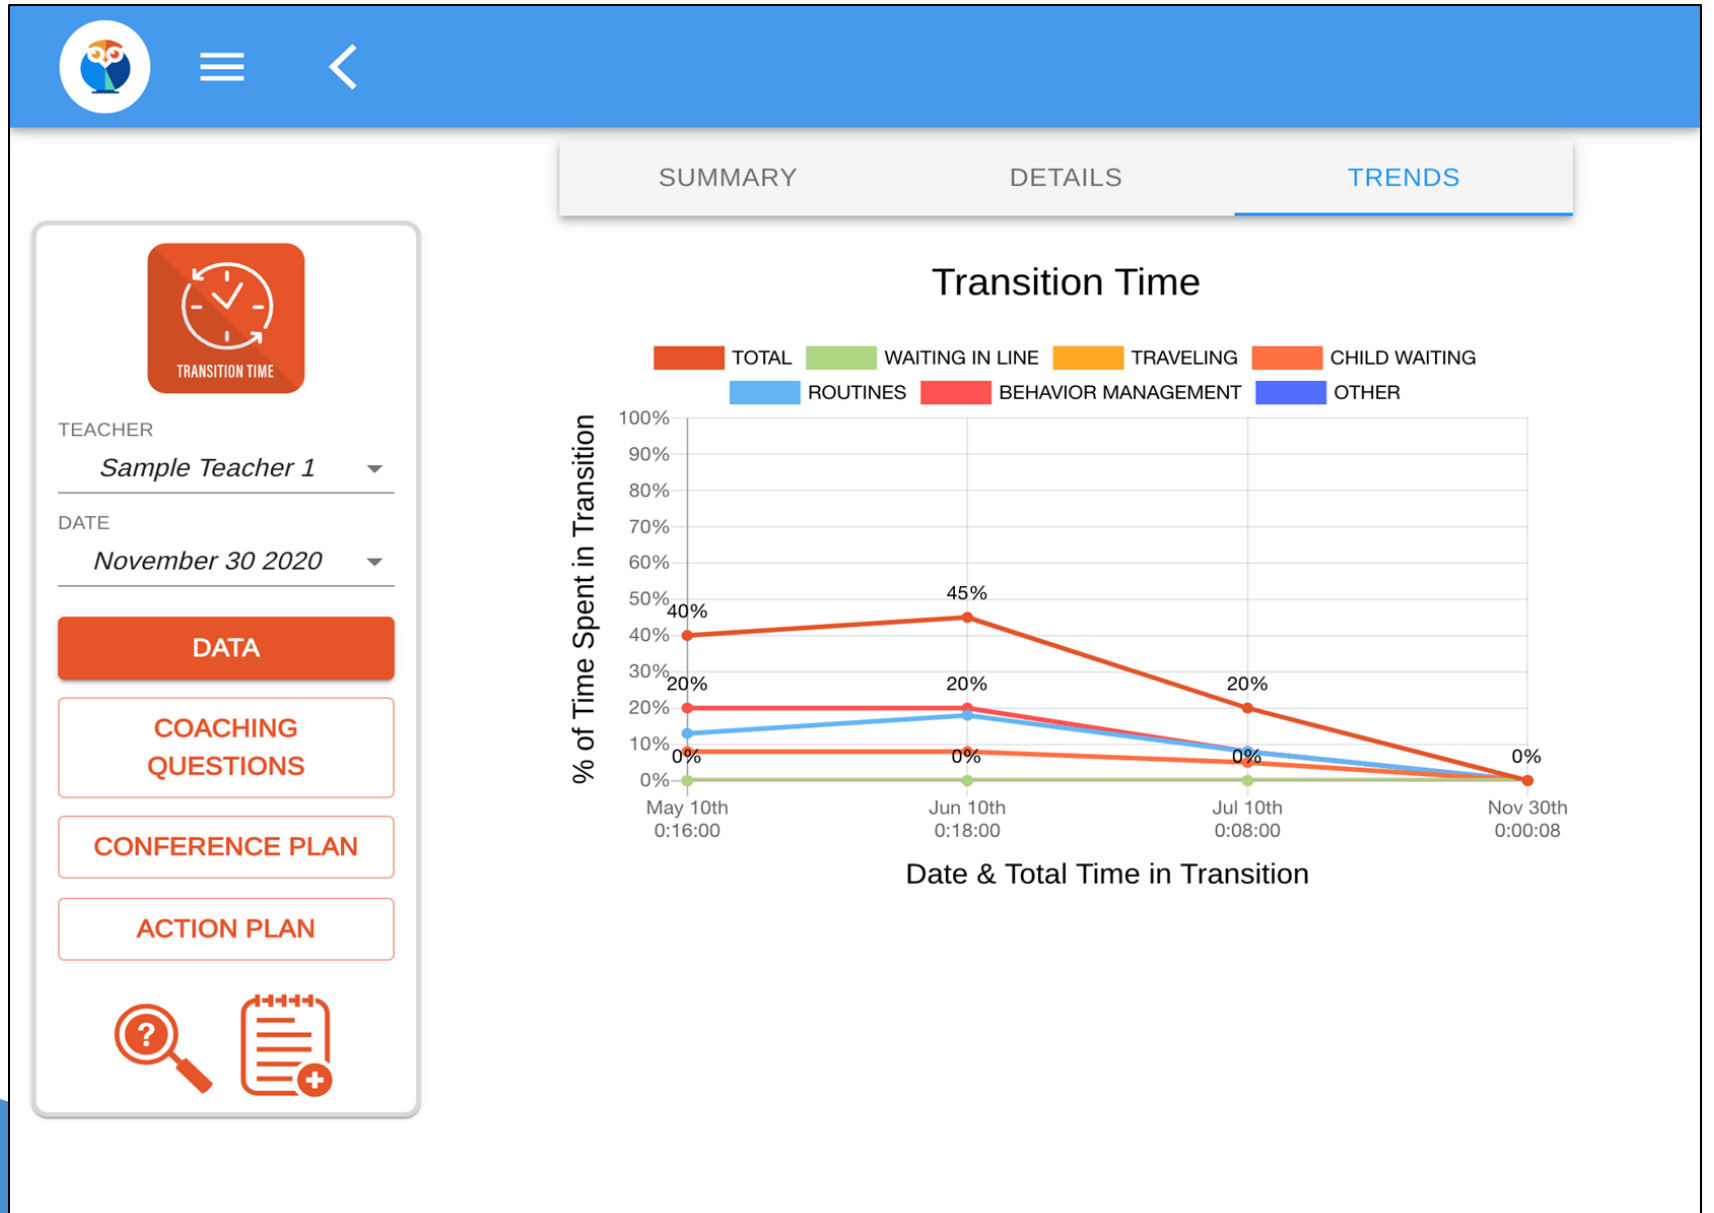 SUMMARY DETAILS TRENDS
TRANSITION TIME
TEACHER
Sample Teacher 1
DATE
November 30 2020
DATA
COACHING
QUESTIONS
CONFERENCE PLAN
ACTION PLAN
?
Transition Time
TOTAL WAITING IN LINE TRAVELING CHILD WAITING
ROUTINES BEHAVIOR MANAGEMENT OTHER
% of Time Spent in Transition
100%
90%
80%
70%
60%
50%
40%
30%
20%
10%
0%
40% 45% 20% 0%
20% 20%
0% 0% 0%
May 10th Jun 10th Jul 10th Nov 30th
0:16:00 0:18:00 0:08:00 0:00:08
Date & Total Time in Transition